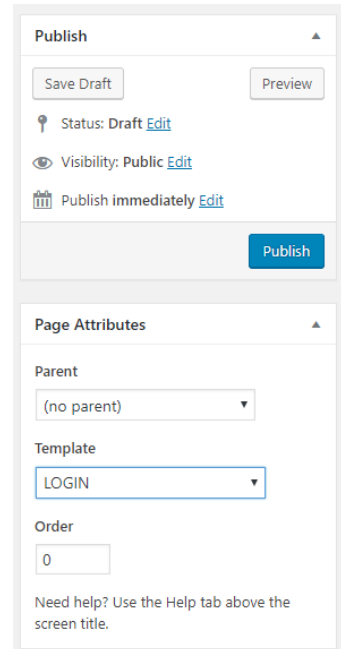 Publish
Save Draft Preview
Status: Draft Edit
Visibility: Public Edit
Publish immediately Edit
Publish
Page Attributes
Parent
(no parent)
Template
LOGIN
Order
0
Need help? Use the Help tab above the
screen title.